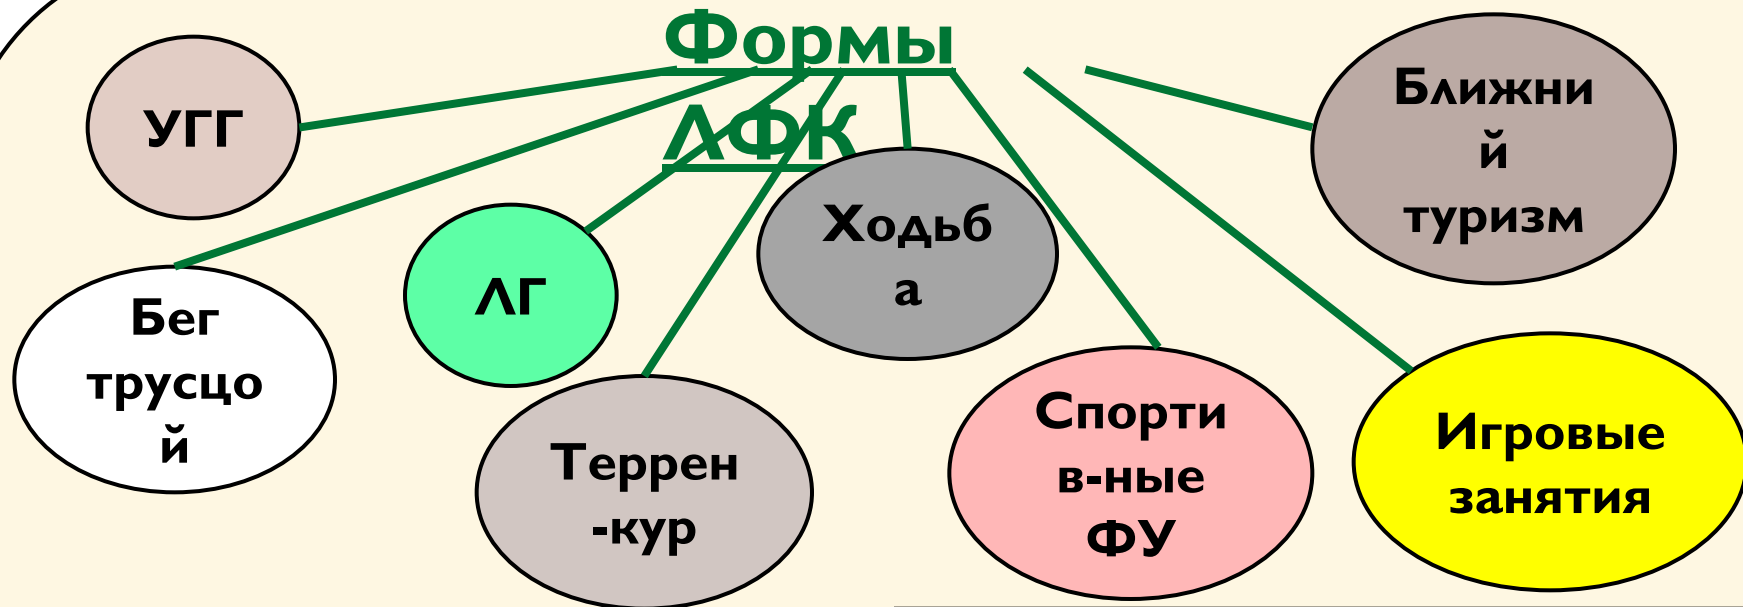 Формы
ЛФК
УГГ
Бег
трусцо
й
ЛГ
Террен
-кур
Ходьб
а
Спорти
в-ные
ФУ
Игровые
занятия
Ближни
й
туризм